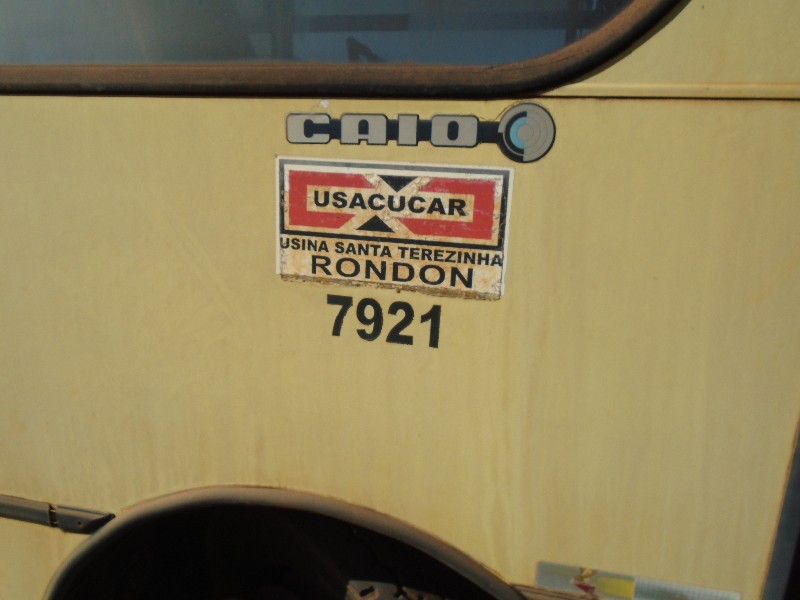 CAIO
USACUCAR
USINA SANTA TEREZINHA
RONDON
7921